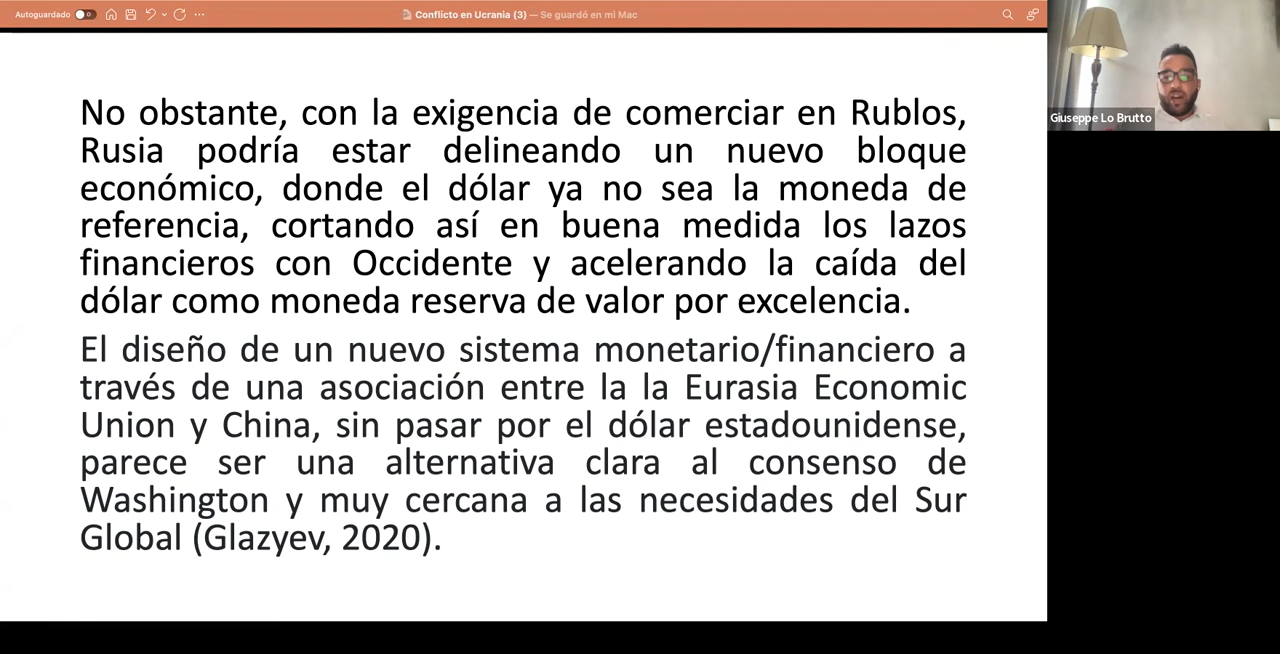 Autoguardado
Conflicto en Ucrania (3) — Se guardó en mi Mac
No obstante, con la exigencia de comerciar en Rublos,
Rusia podría estar delineando un nuevo bloque
económico, donde el dólar ya no sea la moneda de
referencia, cortando así en buena medida los lazos
financieros con Occidente y acelerando la caída del
dólar como moneda reserva de valor por excelencia.
El diseño de un nuevo sistema monetario/financiero a
través de una asociación entre la la Eurasia Economic
Union y China, sin pasar por el dólar estadounidense,
parece ser una alternativa clara al consenso de
Washington y muy cercana a las necesidades del Sur
Global (Glazyev, 2020).
Giuseppe Lo Brutto